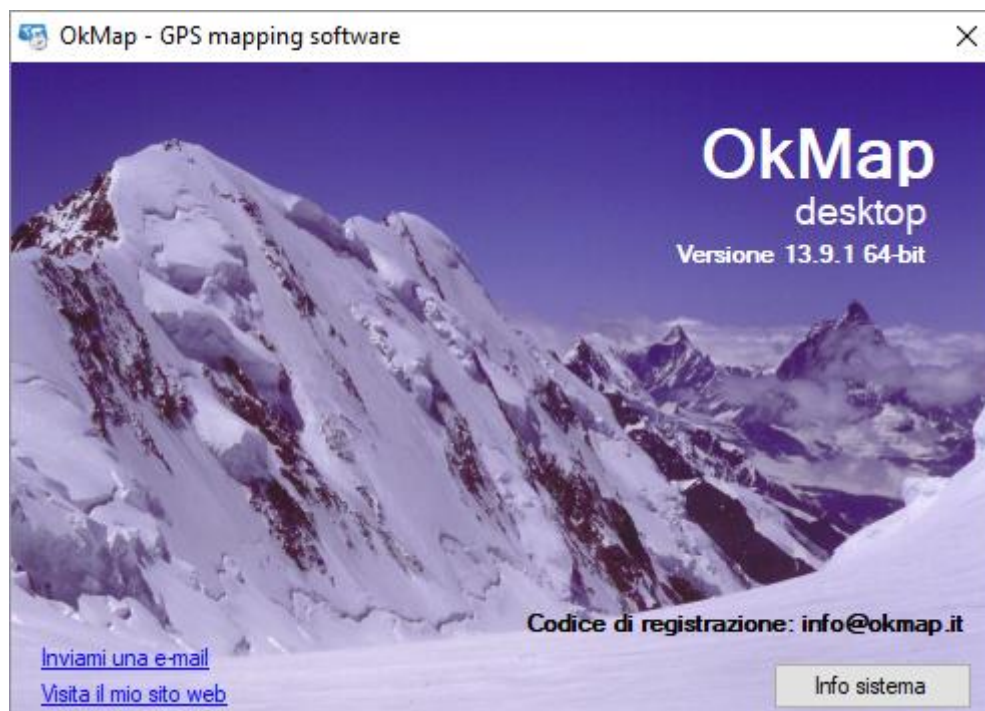 OkMap - GPS mapping software
OkMap
desktop
Versione 13.9.1 64-bit
Codice di registrazione: info@okmap.it
Inviami una e-mail
Visita il mio sito web
Info sistema